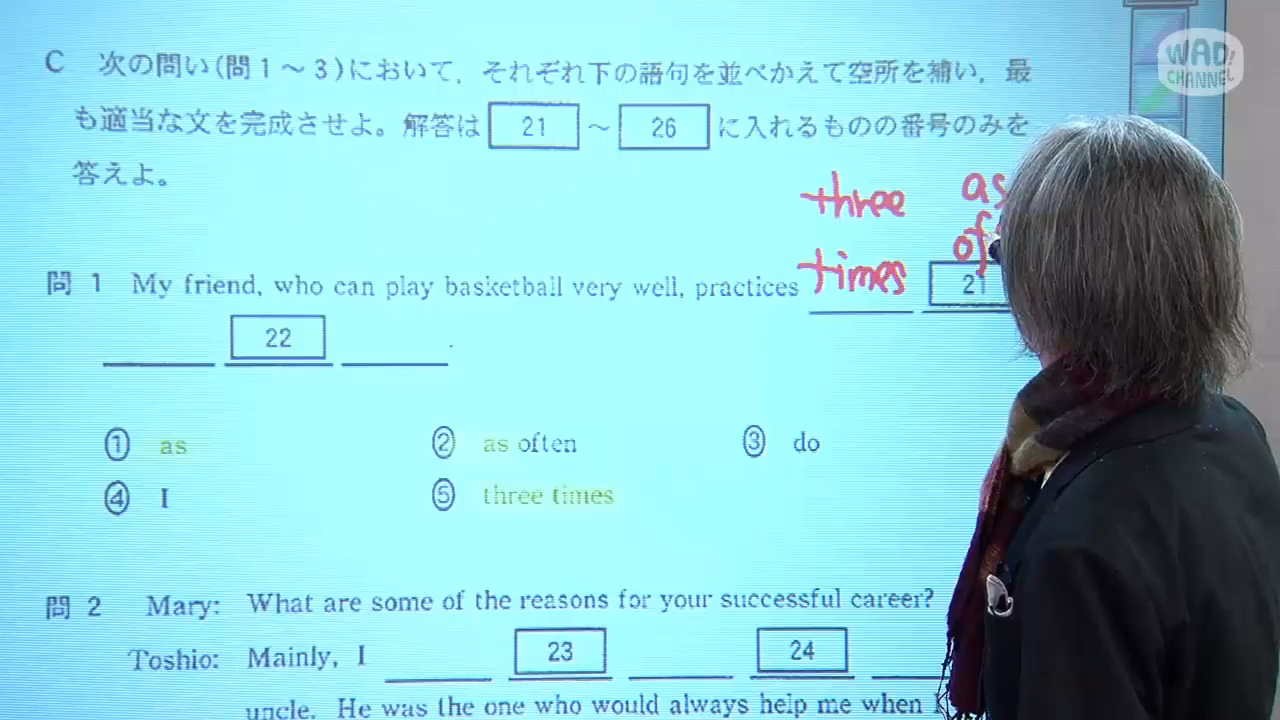 WAD!
CHANNEL
C 次の問い(問1～3)において、それぞれ下の語句を並べかえて空所を補い、最
も適当な文を完成させよ。解答は 21 ～ 26 に入れるものの番号のみを
答えよ。
three as
of
問 1 My friend, who can play basketball very well, practices times 21
22 .
① as ② as often ③ do
④ I ⑤ three times
問 2 Mary: What are some of the reasons for your successful career?
Toshio: Mainly, I 23 24
uncle. He was the one who would always help me when